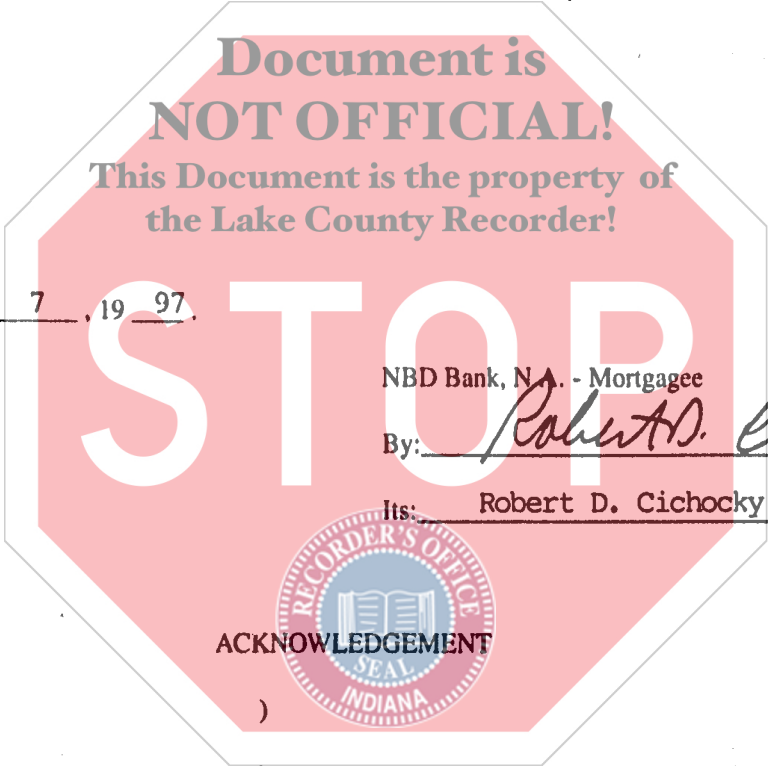 Document is
NOT OFFICIAL!
This Document is the property of
the Lake County Recorder!
STOP
7 , 19 97.
NBD Bank, N.A. - Mortgagee
By: Robert D.
Its: Robert D. Cichocky
RECORDER'S OFFICE
ACKNOWLEDGEMENT
SEAL
INDIANA
)